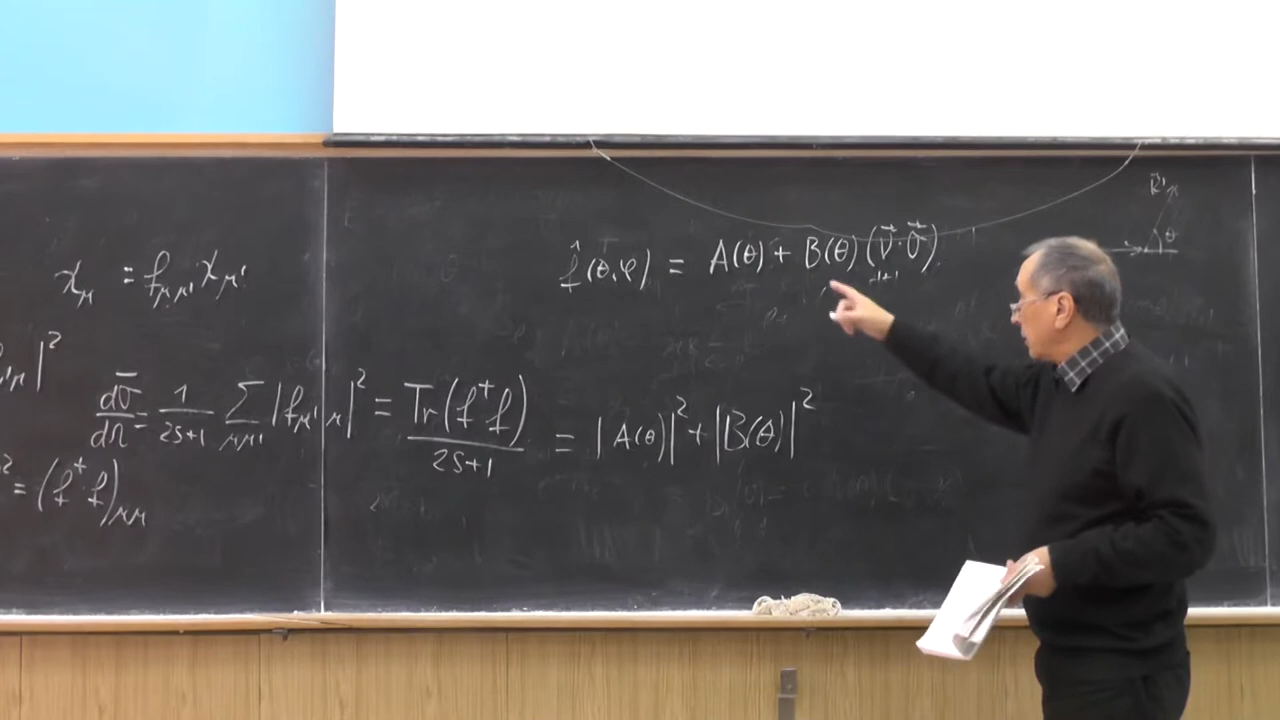 χ_μ = f_μμ' χ_μ'
f̂(θ,φ) = A(θ) + B(θ)(ν⃗·σ⃗)
k⃗'
θ
|²
dσ̄/dΩ = 1/(2s+1) Σ_μμ' |f_μ'μ|² = Tr(f⁺f)/(2s+1) = |A(θ)|² + |B(θ)|²
² = (f⁺f)_μμ